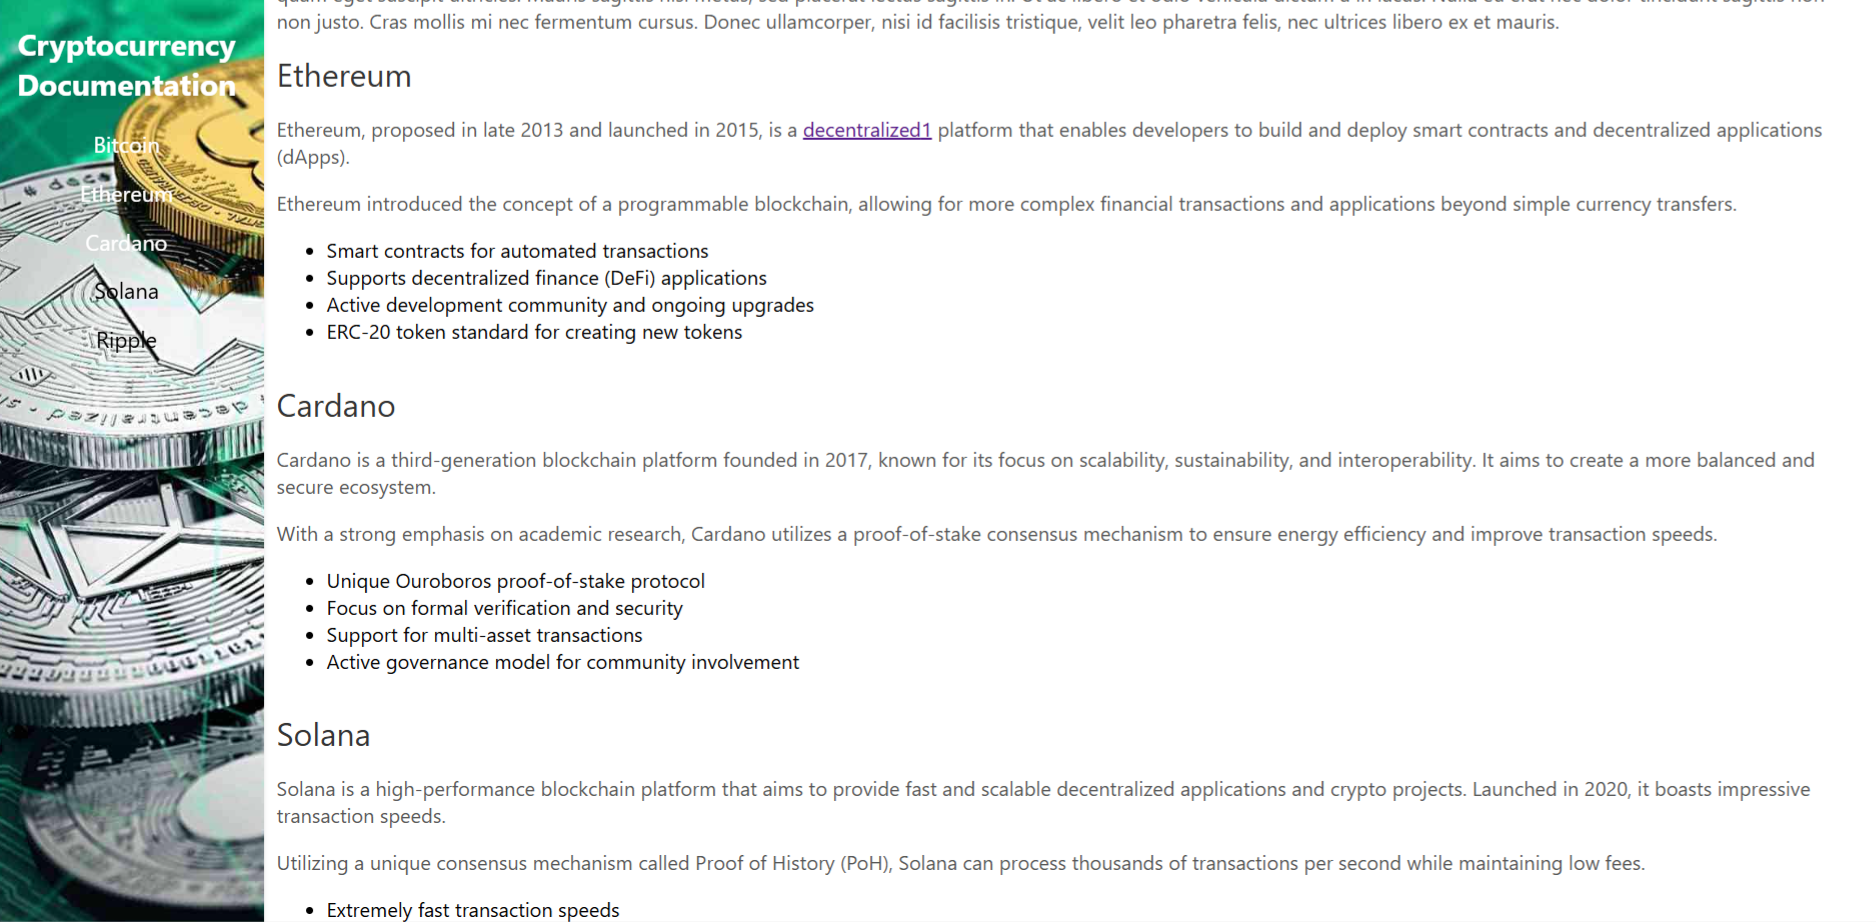 Cryptocurrency
Documentation
Bitcoin
Ethereum
Cardano
Solana
Ripple
non justo. Cras mollis mi nec fermentum cursus. Donec ullamcorper, nisi id facilisis tristique, velit leo pharetra felis, nec ultrices libero ex et mauris.
Ethereum
Ethereum, proposed in late 2013 and launched in 2015, is a decentralized1 platform that enables developers to build and deploy smart contracts and decentralized applications
(dApps).
Ethereum introduced the concept of a programmable blockchain, allowing for more complex financial transactions and applications beyond simple currency transfers.
• Smart contracts for automated transactions
• Supports decentralized finance (DeFi) applications
• Active development community and ongoing upgrades
• ERC-20 token standard for creating new tokens
Cardano
Cardano is a third-generation blockchain platform founded in 2017, known for its focus on scalability, sustainability, and interoperability. It aims to create a more balanced and
secure ecosystem.
With a strong emphasis on academic research, Cardano utilizes a proof-of-stake consensus mechanism to ensure energy efficiency and improve transaction speeds.
• Unique Ouroboros proof-of-stake protocol
• Focus on formal verification and security
• Support for multi-asset transactions
• Active governance model for community involvement
Solana
Solana is a high-performance blockchain platform that aims to provide fast and scalable decentralized applications and crypto projects. Launched in 2020, it boasts impressive
transaction speeds.
Utilizing a unique consensus mechanism called Proof of History (PoH), Solana can process thousands of transactions per second while maintaining low fees.
• Extremely fast transaction speeds